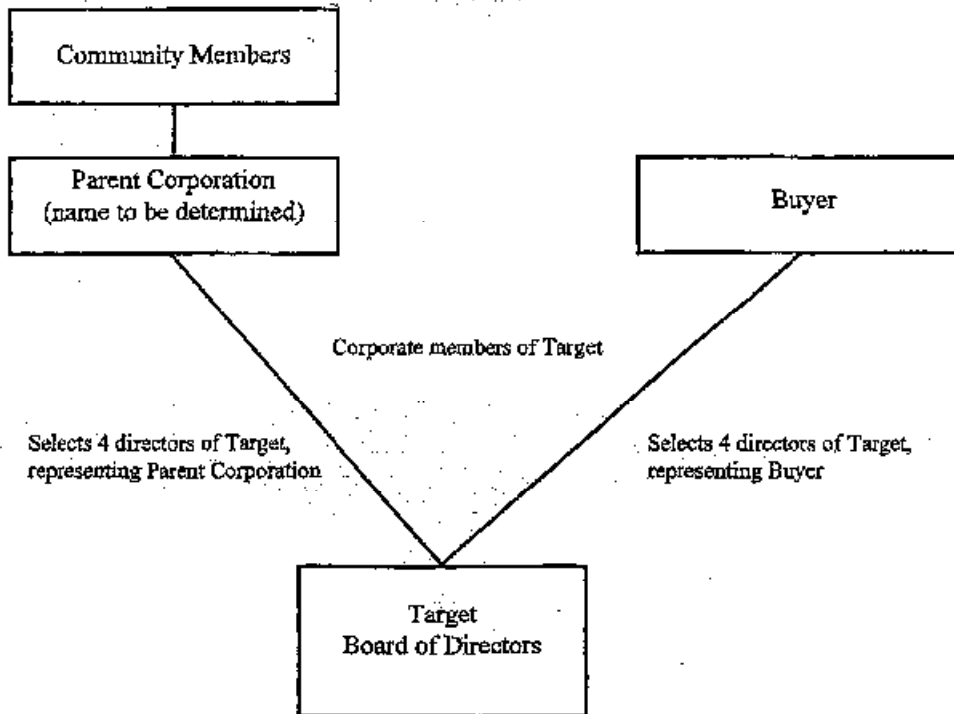 Community Members
Parent Corporation
(name to be determined)
Buyer
Corporate members of Target
Selects 4 directors of Target,
representing Parent Corporation
Selects 4 directors of Target,
representing Buyer
Target
Board of Directors